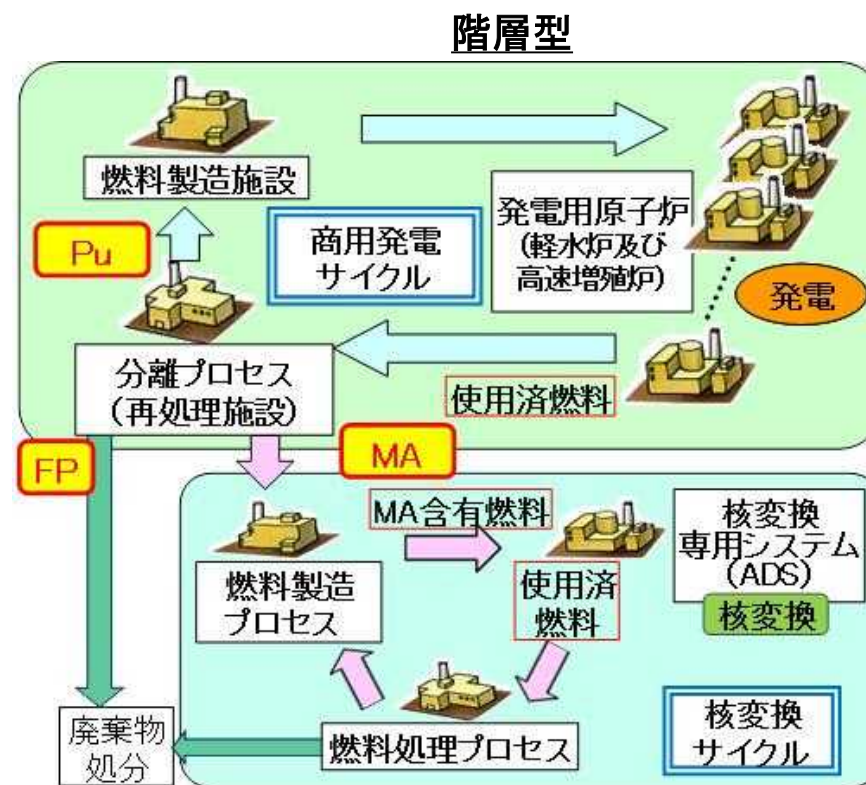 階層型
燃料製造施設
Pu
商用発電
サイクル
発電用原子炉
(軽水炉及び
高速増殖炉)
発電
分離プロセス
(再処理施設)
使用済燃料
FP
MA
MA含有燃料
核変換
専用システム
(ADS)
核変換
燃料製造
プロセス
使用済
燃料
廃棄物
処分
燃料処理プロセス
核変換
サイクル